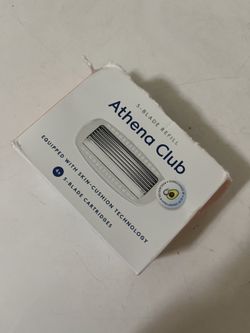 5-BLADE REFILL
Athena Club
EQUIPPED WITH SKIN-CUSHION TECHNOLOGY
5-BLADE CARTRIDGES